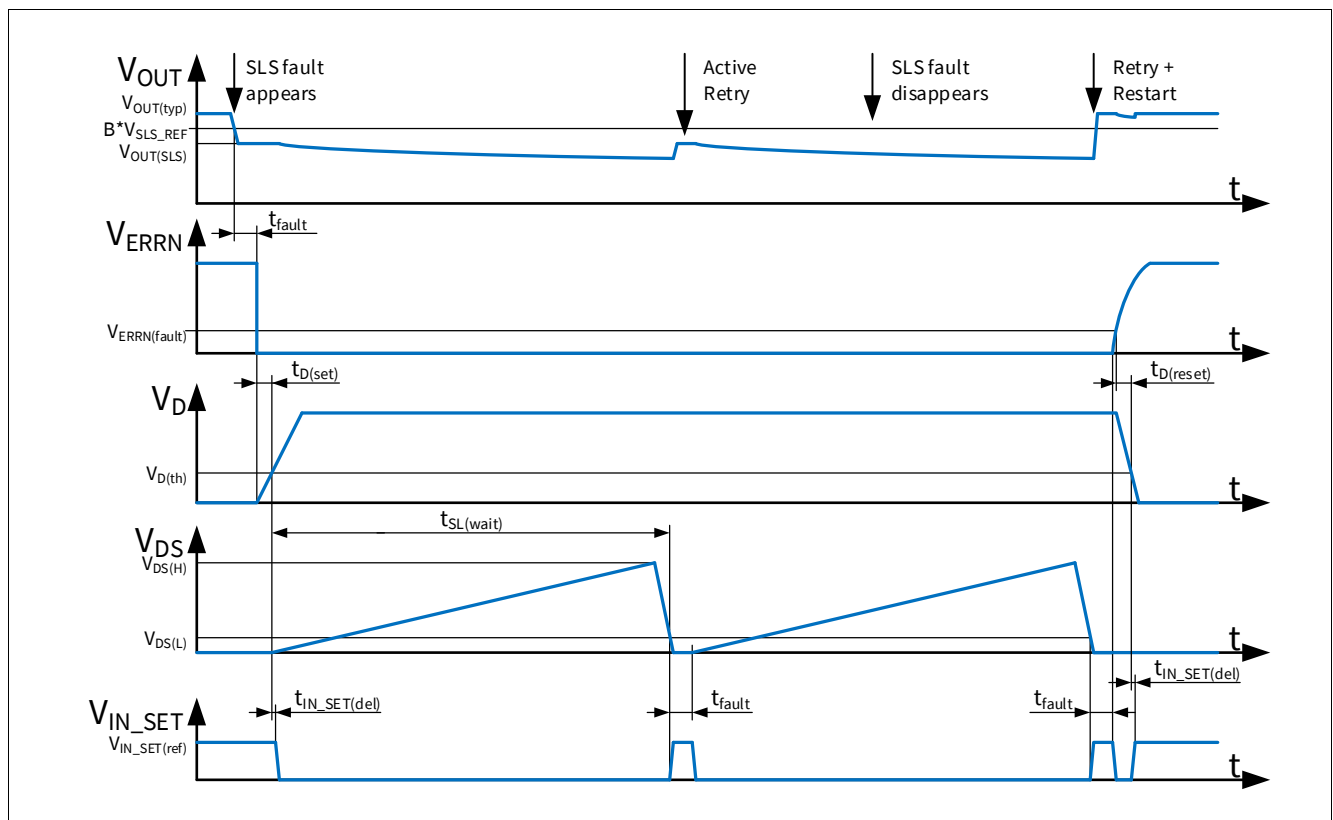 SLS fault
appears
Active
Retry
SLS fault
disappears
Retry +
Restart
VOUT
VOUT(typ)
B*VSLS_REF
VOUT(SLS)
t
tfault
VERRN
VERRN(fault)
t
tD(set)
tD(reset)
VD
VD(th)
t
tSL(wait)
VDS
VDS(H)
VDS(L)
t
tIN_SET(del)
tIN_SET(del)
tfault
tfault
VIN_SET
VIN_SET(ref)
t